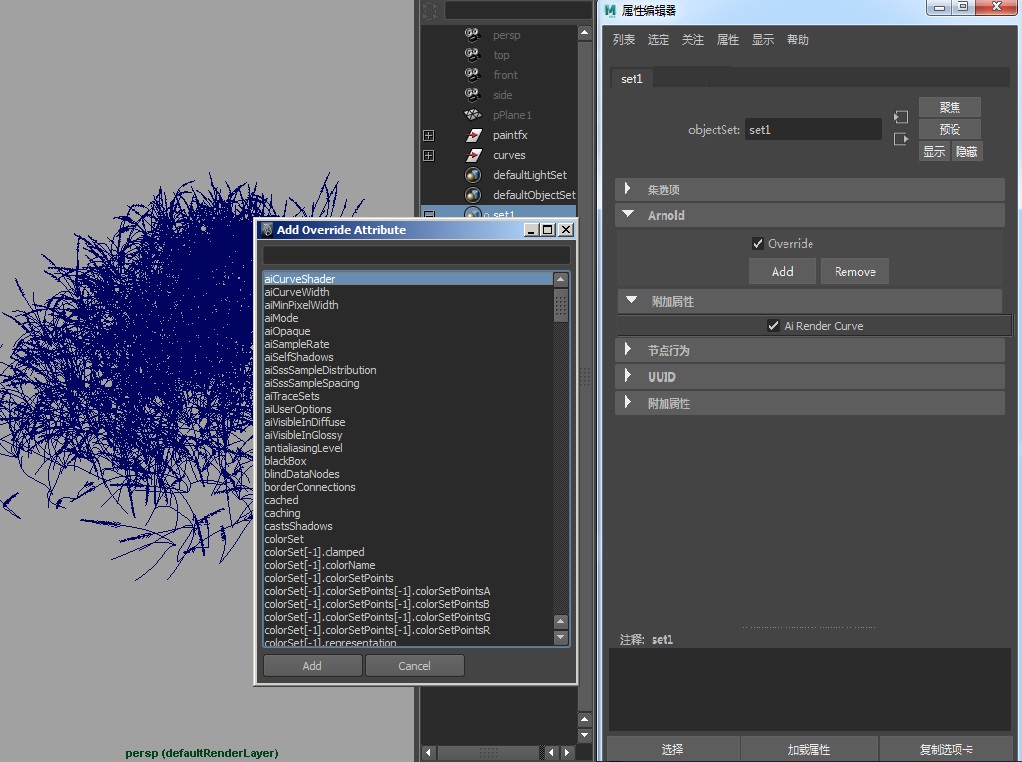 persp
top
front
side
pPlane1
paintfx
curves
defaultLightSet
defaultObjectSet
set1
persp (defaultRenderLayer)
Add Override Attribute
aiCurveShader
aiCurveWidth
aiMinPixelWidth
aiMode
aiOpaque
aiSampleRate
aiSelfShadows
aiSssSampleDistribution
aiSssSampleSpacing
aiTraceSets
aiUserOptions
aiVisibleInDiffuse
aiVisibleInGlossy
antialiasingLevel
blackBox
blindDataNodes
borderConnections
cached
caching
castsShadows
colorSet
colorSet[-1].clamped
colorSet[-1].colorName
colorSet[-1].colorSetPoints
colorSet[-1].colorSetPoints[-1].colorSetPointsA
colorSet[-1].colorSetPoints[-1].colorSetPointsB
colorSet[-1].colorSetPoints[-1].colorSetPointsG
colorSet[-1].colorSetPoints[-1].colorSetPointsR
colorSet[-1].representation
Add Cancel
属性编辑器
列表 选定 关注 属性 显示 帮助
set1
聚焦
objectSet: set1
预设
显示 隐藏
集选项
Arnold
Override
Add Remove
附加属性
Ai Render Curve
节点行为
UUID
附加属性
注释: set1
选择 加载属性 复制选项卡